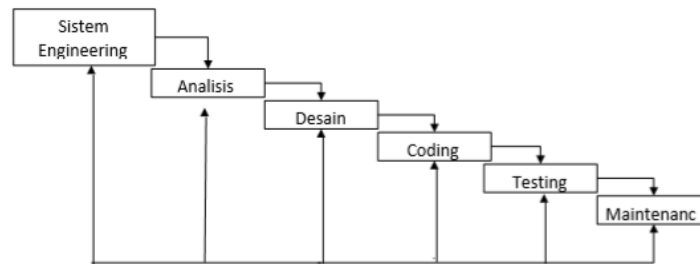 Sistem
Engineering
Analisis
Desain
Coding
Testing
Maintenanc